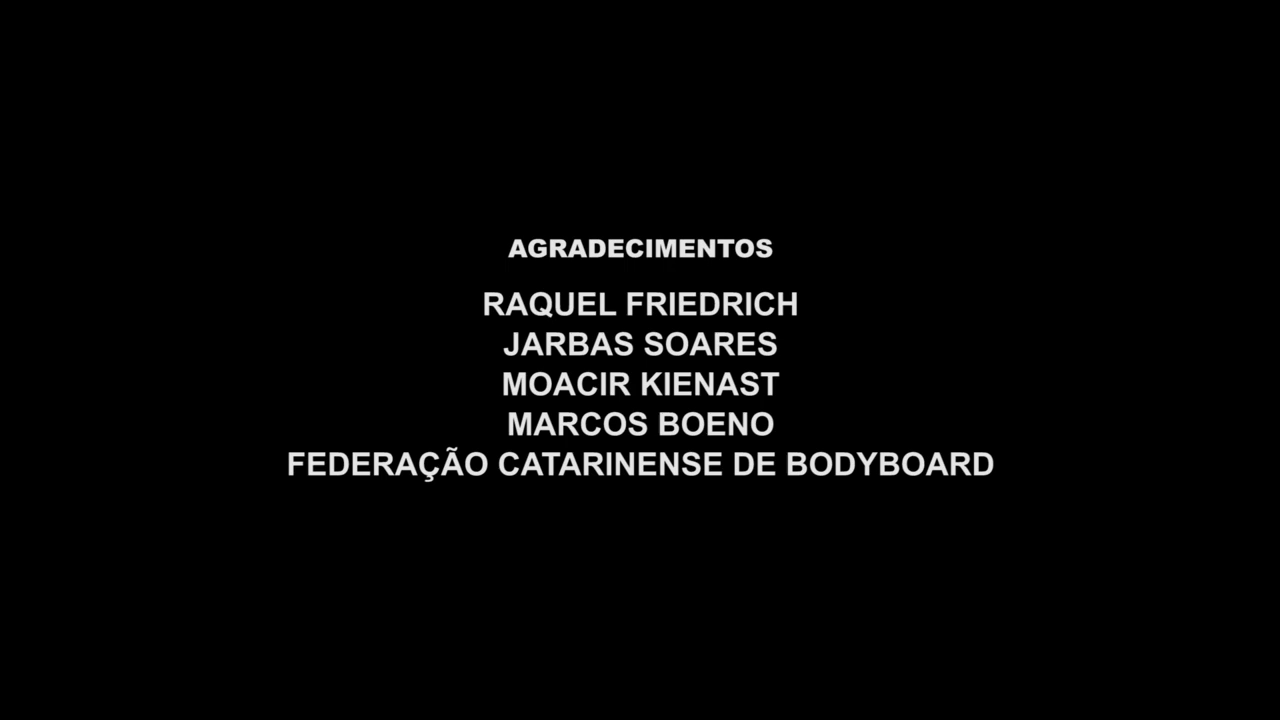 AGRADECIMENTOS
RAQUEL FRIEDRICH
JARBAS SOARES
MOACIR KIENAST
MARCOS BOENO
FEDERAÇÃO CATARINENSE DE BODYBOARD